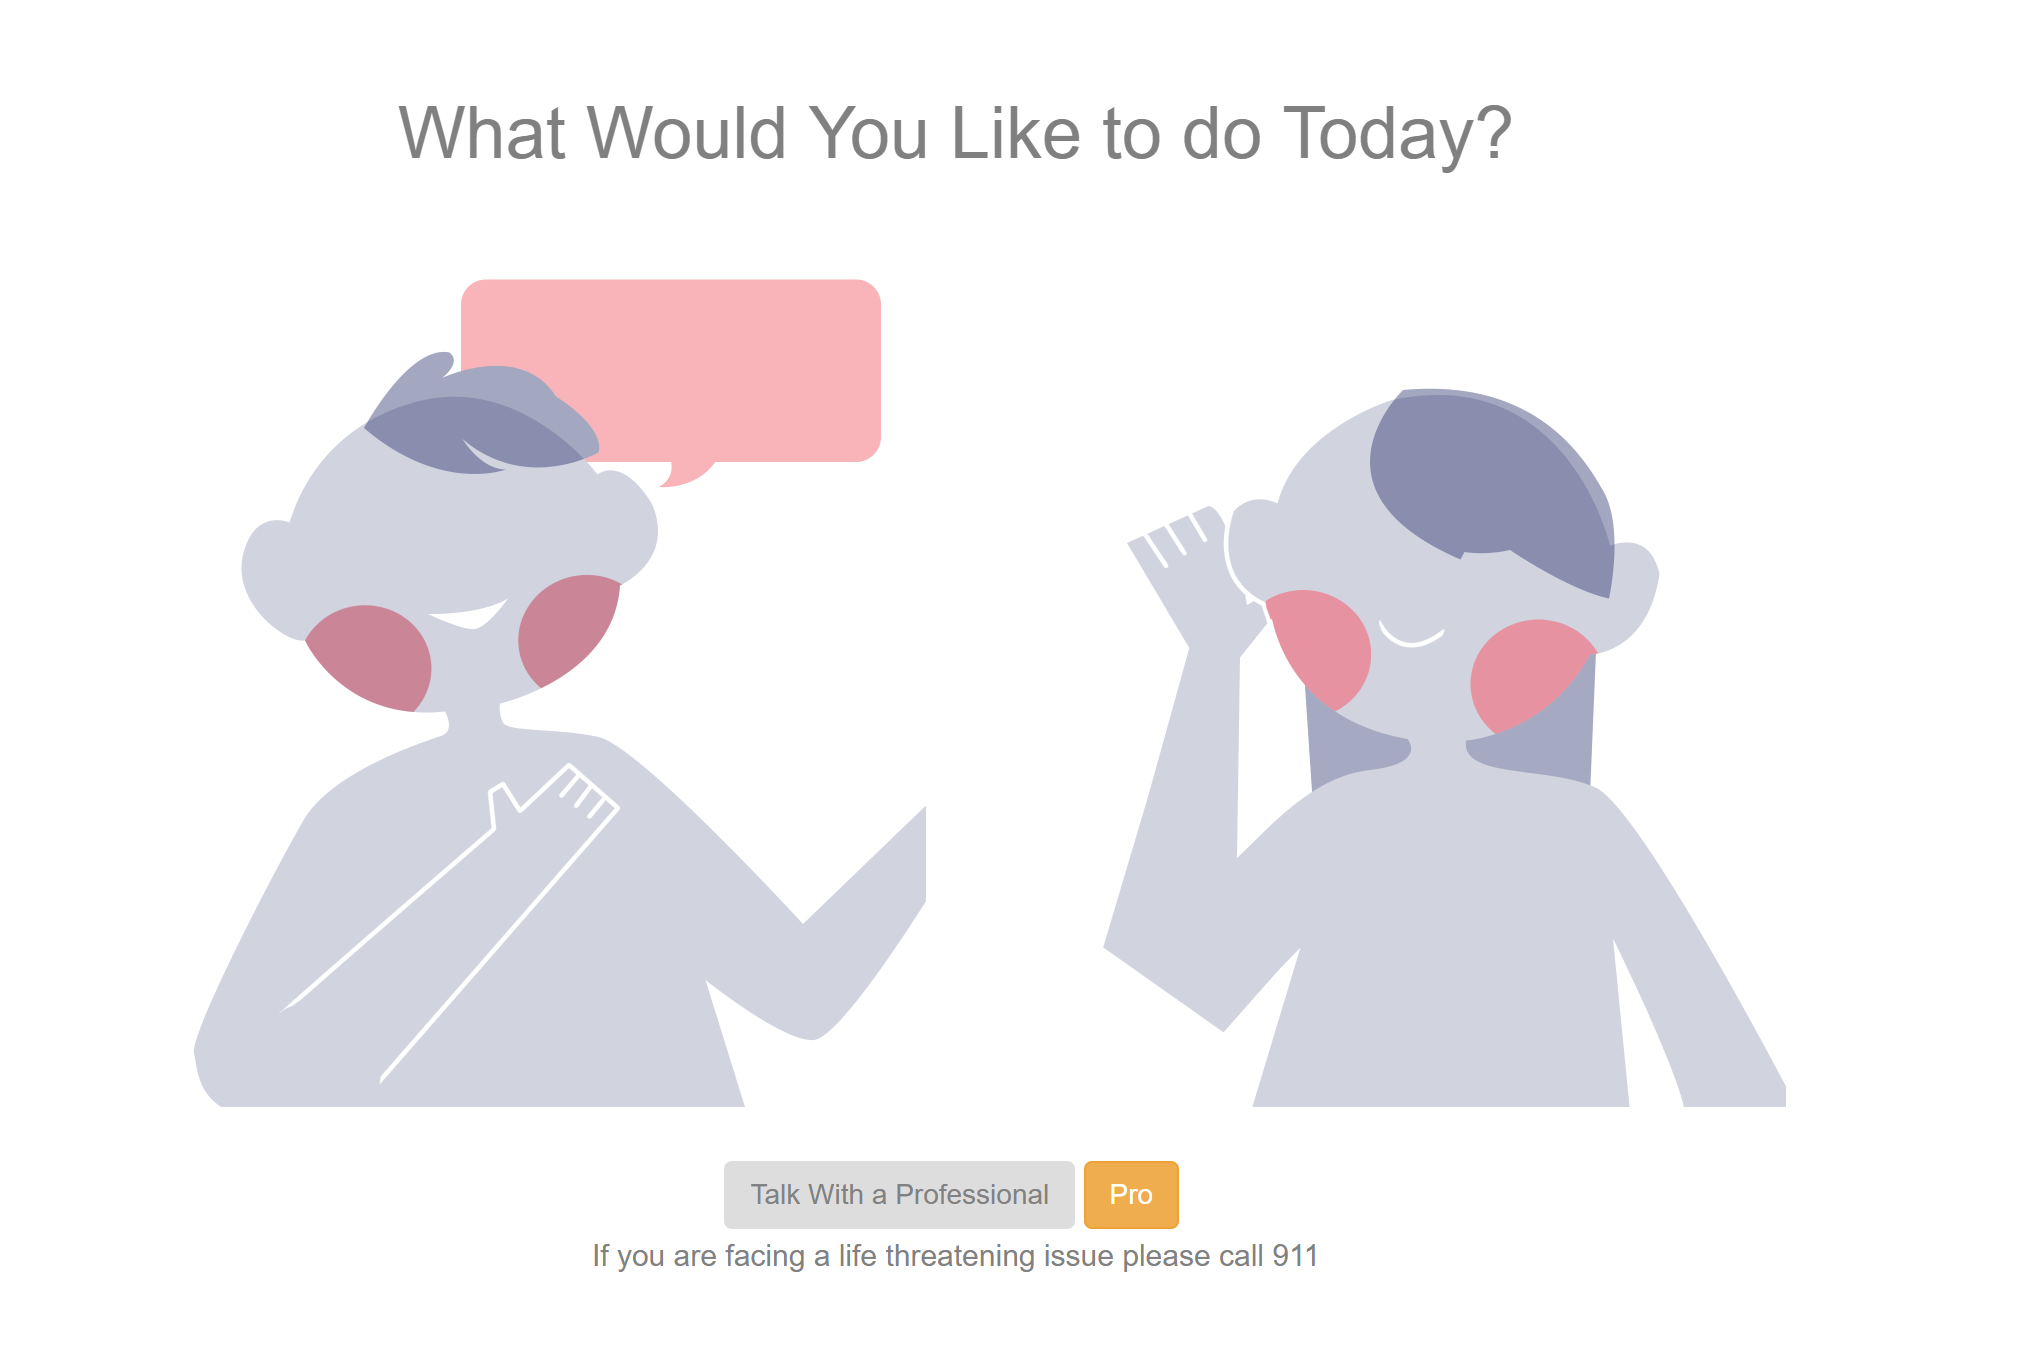 What Would You Like to do Today?
Talk With a Professional Pro
If you are facing a life threatening issue please call 911